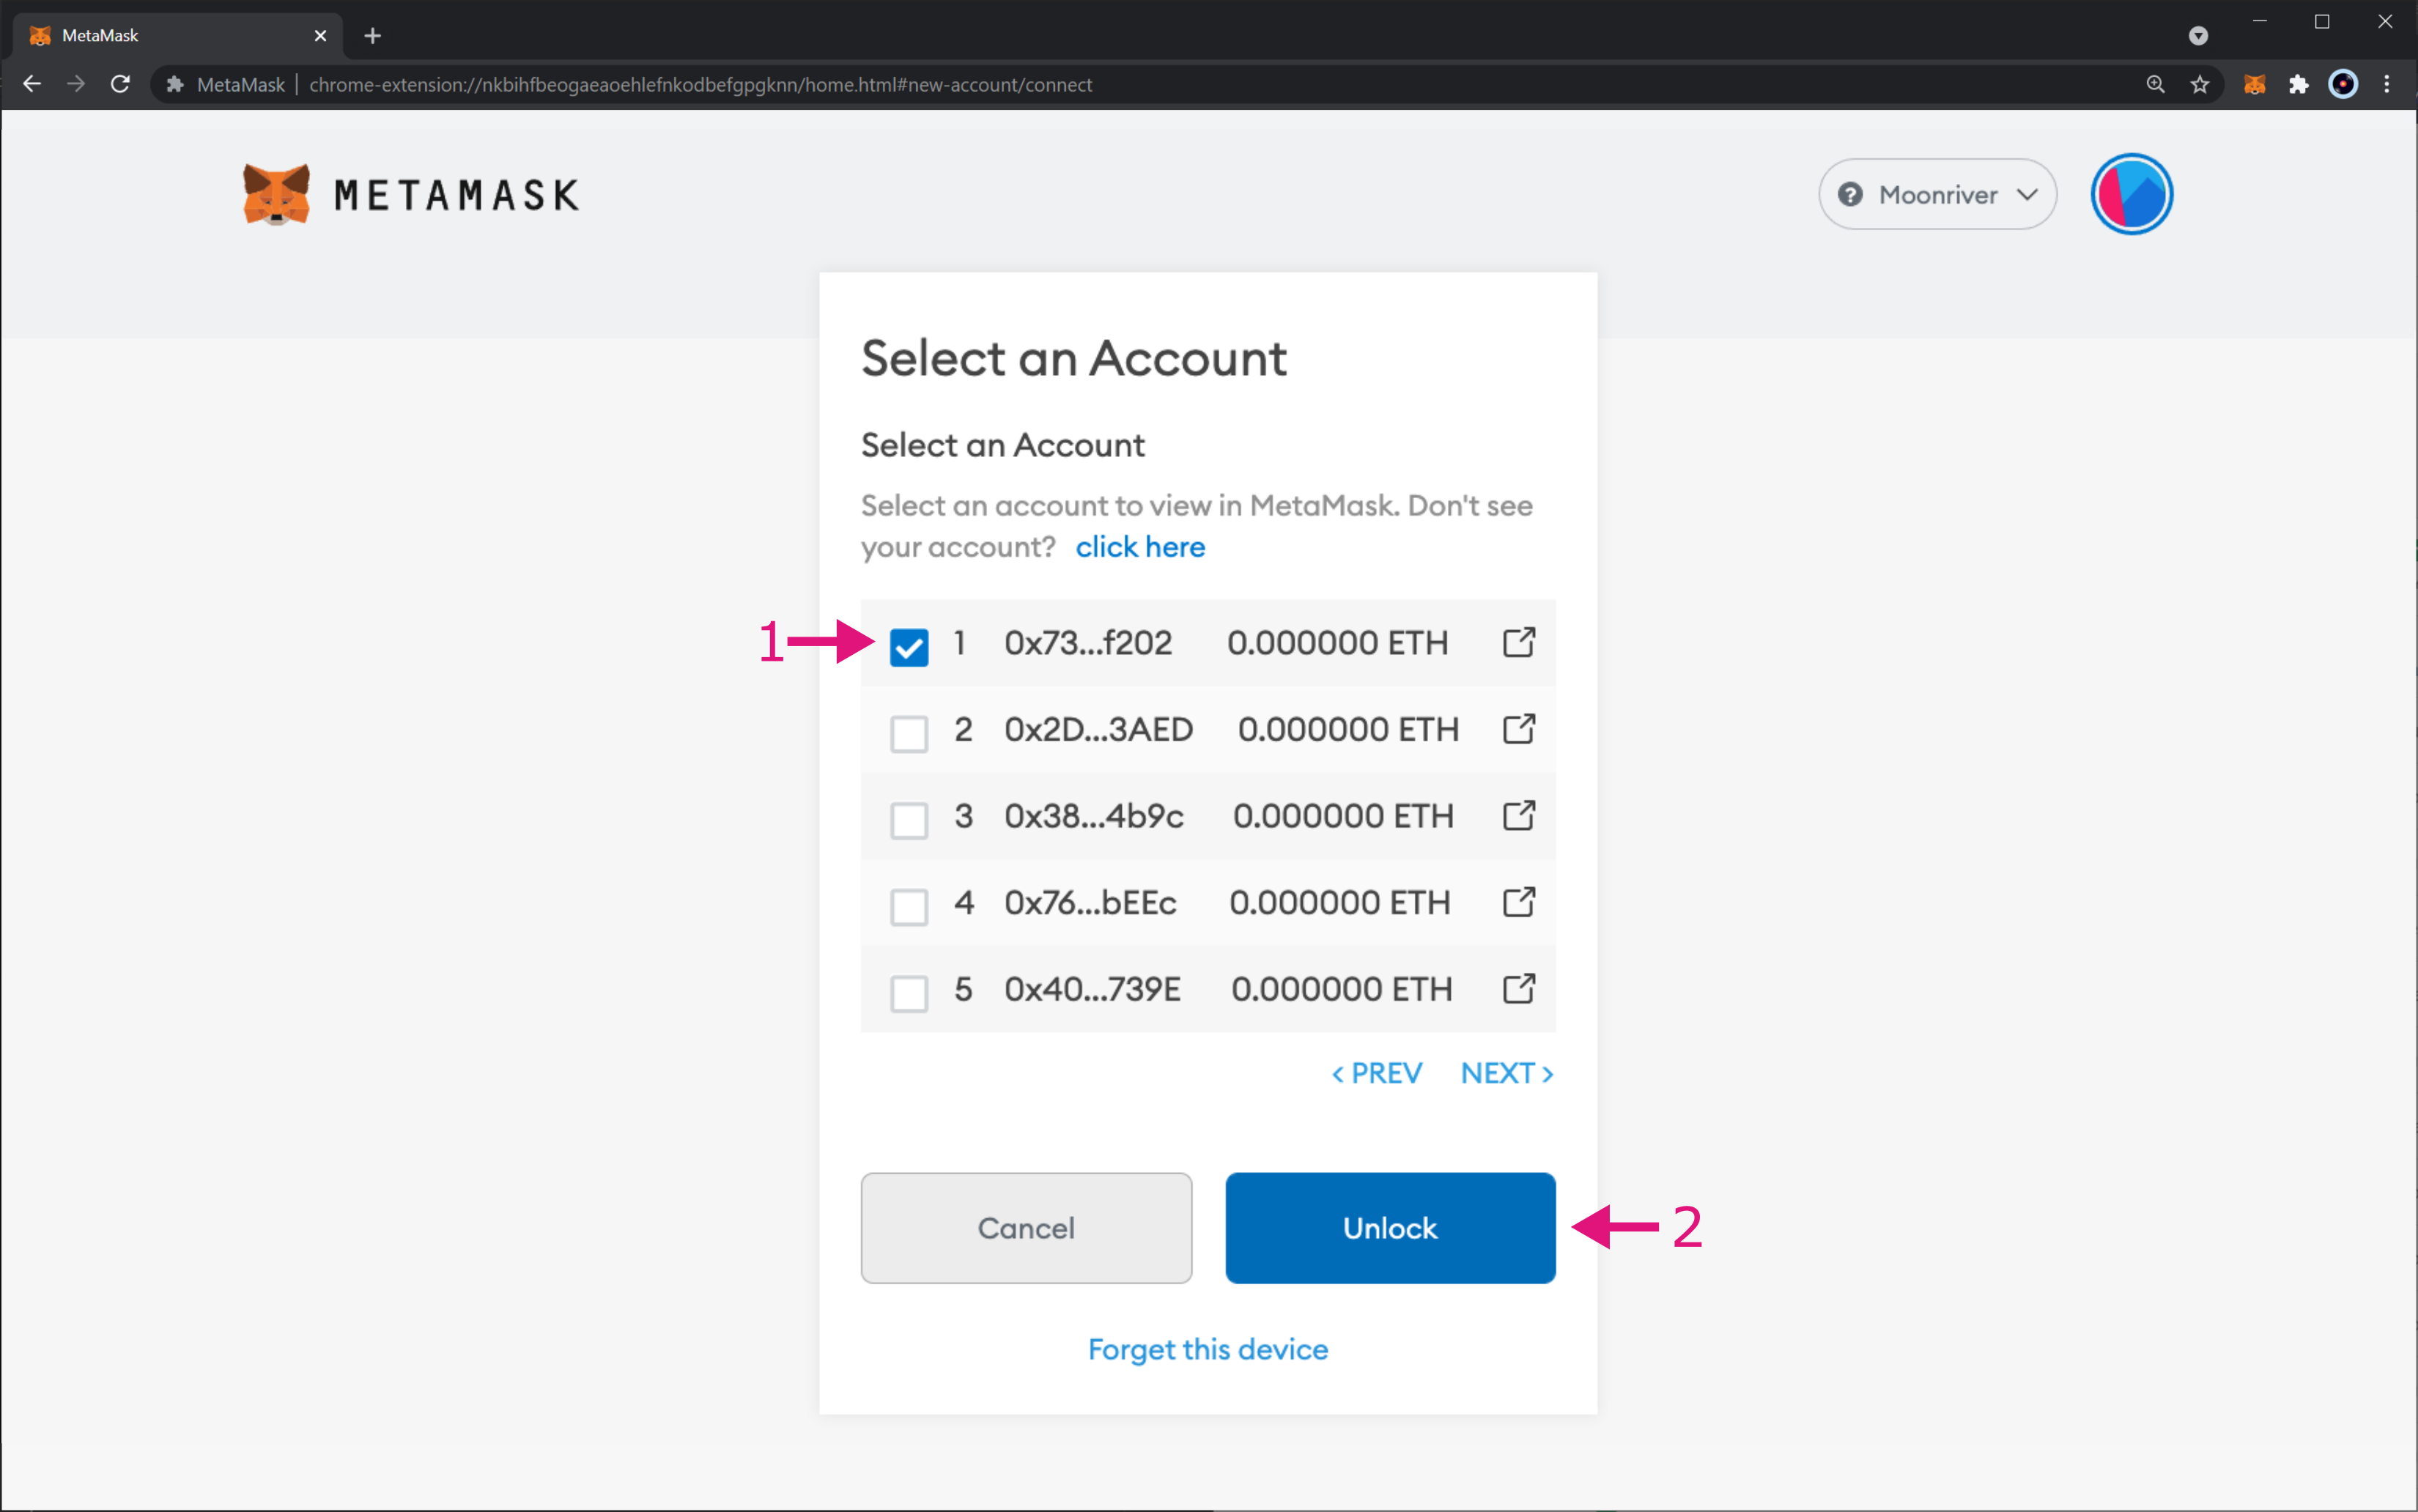 MetaMask
MetaMask | chrome-extension://nkbihfbeogaeaoehlefnkodbefgpgknn/home.html#new-account/connect
METAMASK
? Moonriver
Select an Account
Select an Account
Select an account to view in MetaMask. Don't see
your account? click here
1
1 0x73...f202 0.000000 ETH
2 0x2D...3AED 0.000000 ETH
3 0x38...4b9c 0.000000 ETH
4 0x76...bEEc 0.000000 ETH
5 0x40...739E 0.000000 ETH
< PREV NEXT >
Cancel Unlock 2
Forget this device